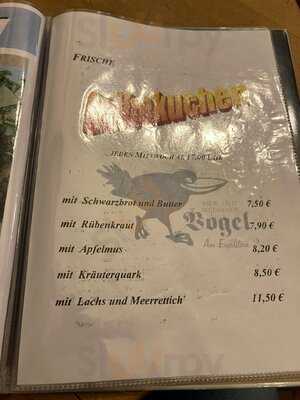 FRISCHE
JEDEN MITTWOCH AB 17.00 UHR
mit Schwarzbrot und Butter 7,50 €
mit Rübenkraut 7,90 €
Vogel
mit Apfelmus 8,20 €
mit Kräuterquark 8,50 €
mit Lachs und Meerrettich' 11,50 €